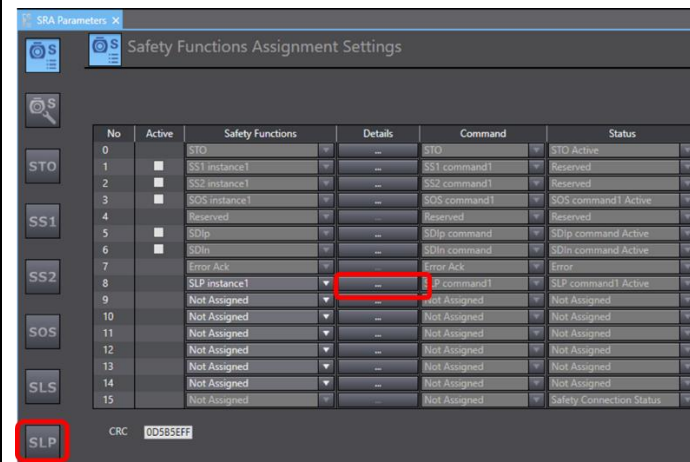 SRA Parameters ×
S Safety Functions Assignment Settings
S
S
No Active Safety Functions Details Command Status
0 STO ... STO STO Active
1 SS1 instance1 ... SS1 command1 Reserved
2 SS2 instance1 ... SS2 command1 Reserved
3 SOS instance1 ... SOS command1 SOS command1 Active
4 Reserved ... Reserved Reserved
5 SDIp ... SDIp command SDIp command Active
6 SDIn ... SDIn command SDIn command Active
7 Error Ack ... Error Ack Error
8 SLP instance1 ... SLP command1 SLP command1 Active
9 Not Assigned ... Not Assigned Not Assigned
10 Not Assigned ... Not Assigned Not Assigned
11 Not Assigned ... Not Assigned Not Assigned
12 Not Assigned ... Not Assigned Not Assigned
13 Not Assigned ... Not Assigned Not Assigned
14 Not Assigned ... Not Assigned Not Assigned
15 Not Assigned ... Not Assigned Safety Connection Status
CRC 0D5B5EFF
STO
SS1
SS2
SOS
SLS
SLP